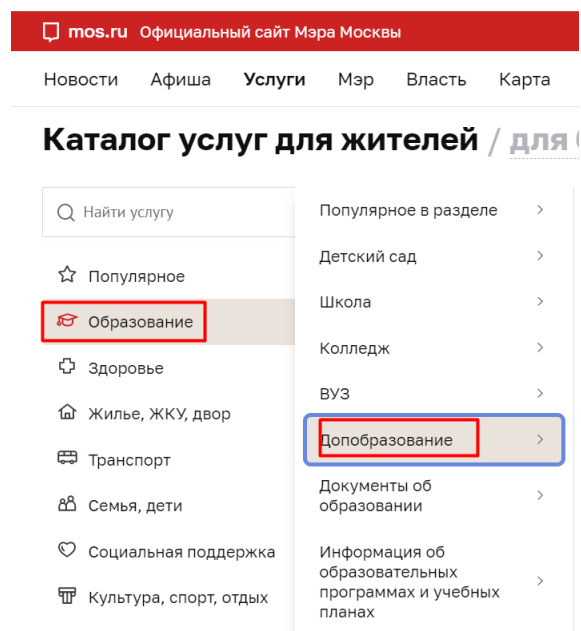 mos.ru Официальный сайт Мэра Москвы
Новости Афиша Услуги Мэр Власть Карта
Каталог услуг для жителей / для
Найти услугу
Популярное
Образование
Здоровье
Жилье, ЖКУ, двор
Транспорт
Семья, дети
Социальная поддержка
Культура, спорт, отдых
Популярное в разделе
Детский сад
Школа
Колледж
ВУЗ
Допобразование
Документы об
образовании
Информация об
образовательных
программах и учебных
планах